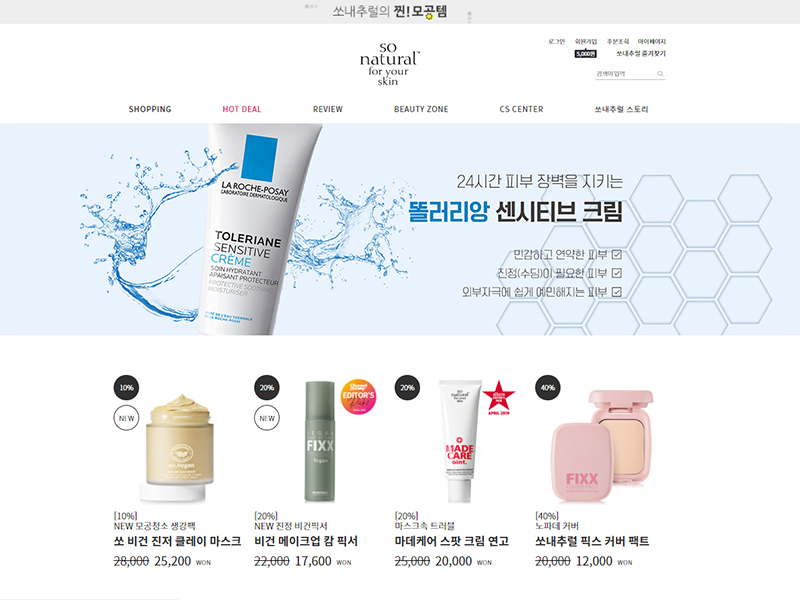 쏘내추럴의 찐! 모공템
로그인 회원가입 주문조회 마이페이지
5,000원
쏘내추럴 즐겨찾기
so
natural™
for your
skin
검색어 입력
SHOPPING HOT DEAL REVIEW BEAUTY ZONE CS CENTER 쏘내추럴 스토리
LA ROCHE-POSAY
LABORATOIRE DERMATOLOGIQUE
TOLERIANE
SENSITIVE
CRÈME
SOIN HYDRATANT
APAISANT PROTECTEUR
PROTECTIVE SOOTHING
MOISTURISER
24시간 피부 장벽을 지키는
똘러리앙 센시티브 크림
민감하고 연약한 피부
진정(수딩)이 필요한 피부
외부자극에 쉽게 예민해지는 피부
10%
NEW
so vegan
[10%]
NEW 모공청소 생강팩
쏘 비건 진저 클레이 마스크
28,000 25,200 WON
20%
NEW
EDITOR'S
VEGAN
FIXX
Vegan
[20%]
NEW 진정 비건픽서
비건 메이크업 캄 픽서
22,000 17,600 WON
20%
so
natural
for your
skin
MADE
CARE
oint.
allure
APRIL 2019
[20%]
마스크속 트러블
마데케어 스팟 크림 연고
25,000 20,000 WON
40%
FIXX
[40%]
노파데 커버
쏘내추럴 픽스 커버 팩트
20,000 12,000 WON